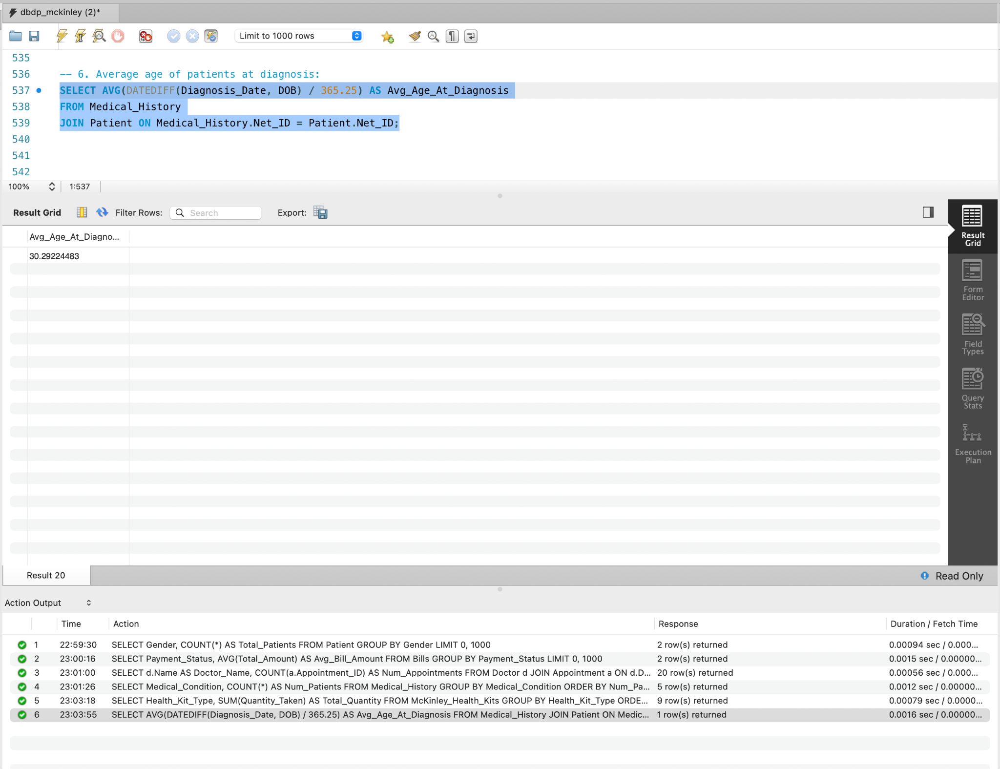 dbdp_mckinley (2)*
Limit to 1000 rows
535
536 -- 6. Average age of patients at diagnosis:
537 SELECT AVG(DATEDIFF(Diagnosis_Date, DOB) / 365.25) AS Avg_Age_At_Diagnosis
538 FROM Medical_History
539 JOIN Patient ON Medical_History.Net_ID = Patient.Net_ID;
540
541
542
100% 1:537
Result Grid Filter Rows: Search Export:
Avg_Age_At_Diagno...
30.29224483
Result
Grid
Form
Editor
Field
Types
Query
Stats
Execution
Plan
Result 20 Read Only
Action Output
Time Action Response Duration / Fetch Time
1 22:59:30 SELECT Gender, COUNT(*) AS Total_Patients FROM Patient GROUP BY Gender LIMIT 0, 1000 2 row(s) returned 0.00094 sec / 0.000...
2 23:00:16 SELECT Payment_Status, AVG(Total_Amount) AS Avg_Bill_Amount FROM Bills GROUP BY Payment_Status LIMIT 0, 1000 2 row(s) returned 0.0015 sec / 0.00000...
3 23:01:00 SELECT d.Name AS Doctor_Name, COUNT(a.Appointment_ID) AS Num_Appointments FROM Doctor d JOIN Appointment a ON d.D... 20 row(s) returned 0.00056 sec / 0.000...
4 23:01:26 SELECT Medical_Condition, COUNT(*) AS Num_Patients FROM Medical_History GROUP BY Medical_Condition ORDER BY Num_Pa... 5 row(s) returned 0.0012 sec / 0.00000...
5 23:03:18 SELECT Health_Kit_Type, SUM(Quantity_Taken) AS Total_Quantity FROM McKinley_Health_Kits GROUP BY Health_Kit_Type ORDE... 9 row(s) returned 0.00079 sec / 0.0000...
6 23:03:55 SELECT AVG(DATEDIFF(Diagnosis_Date, DOB) / 365.25) AS Avg_Age_At_Diagnosis FROM Medical_History JOIN Patient ON Medic... 1 row(s) returned 0.0016 sec / 0.00000...